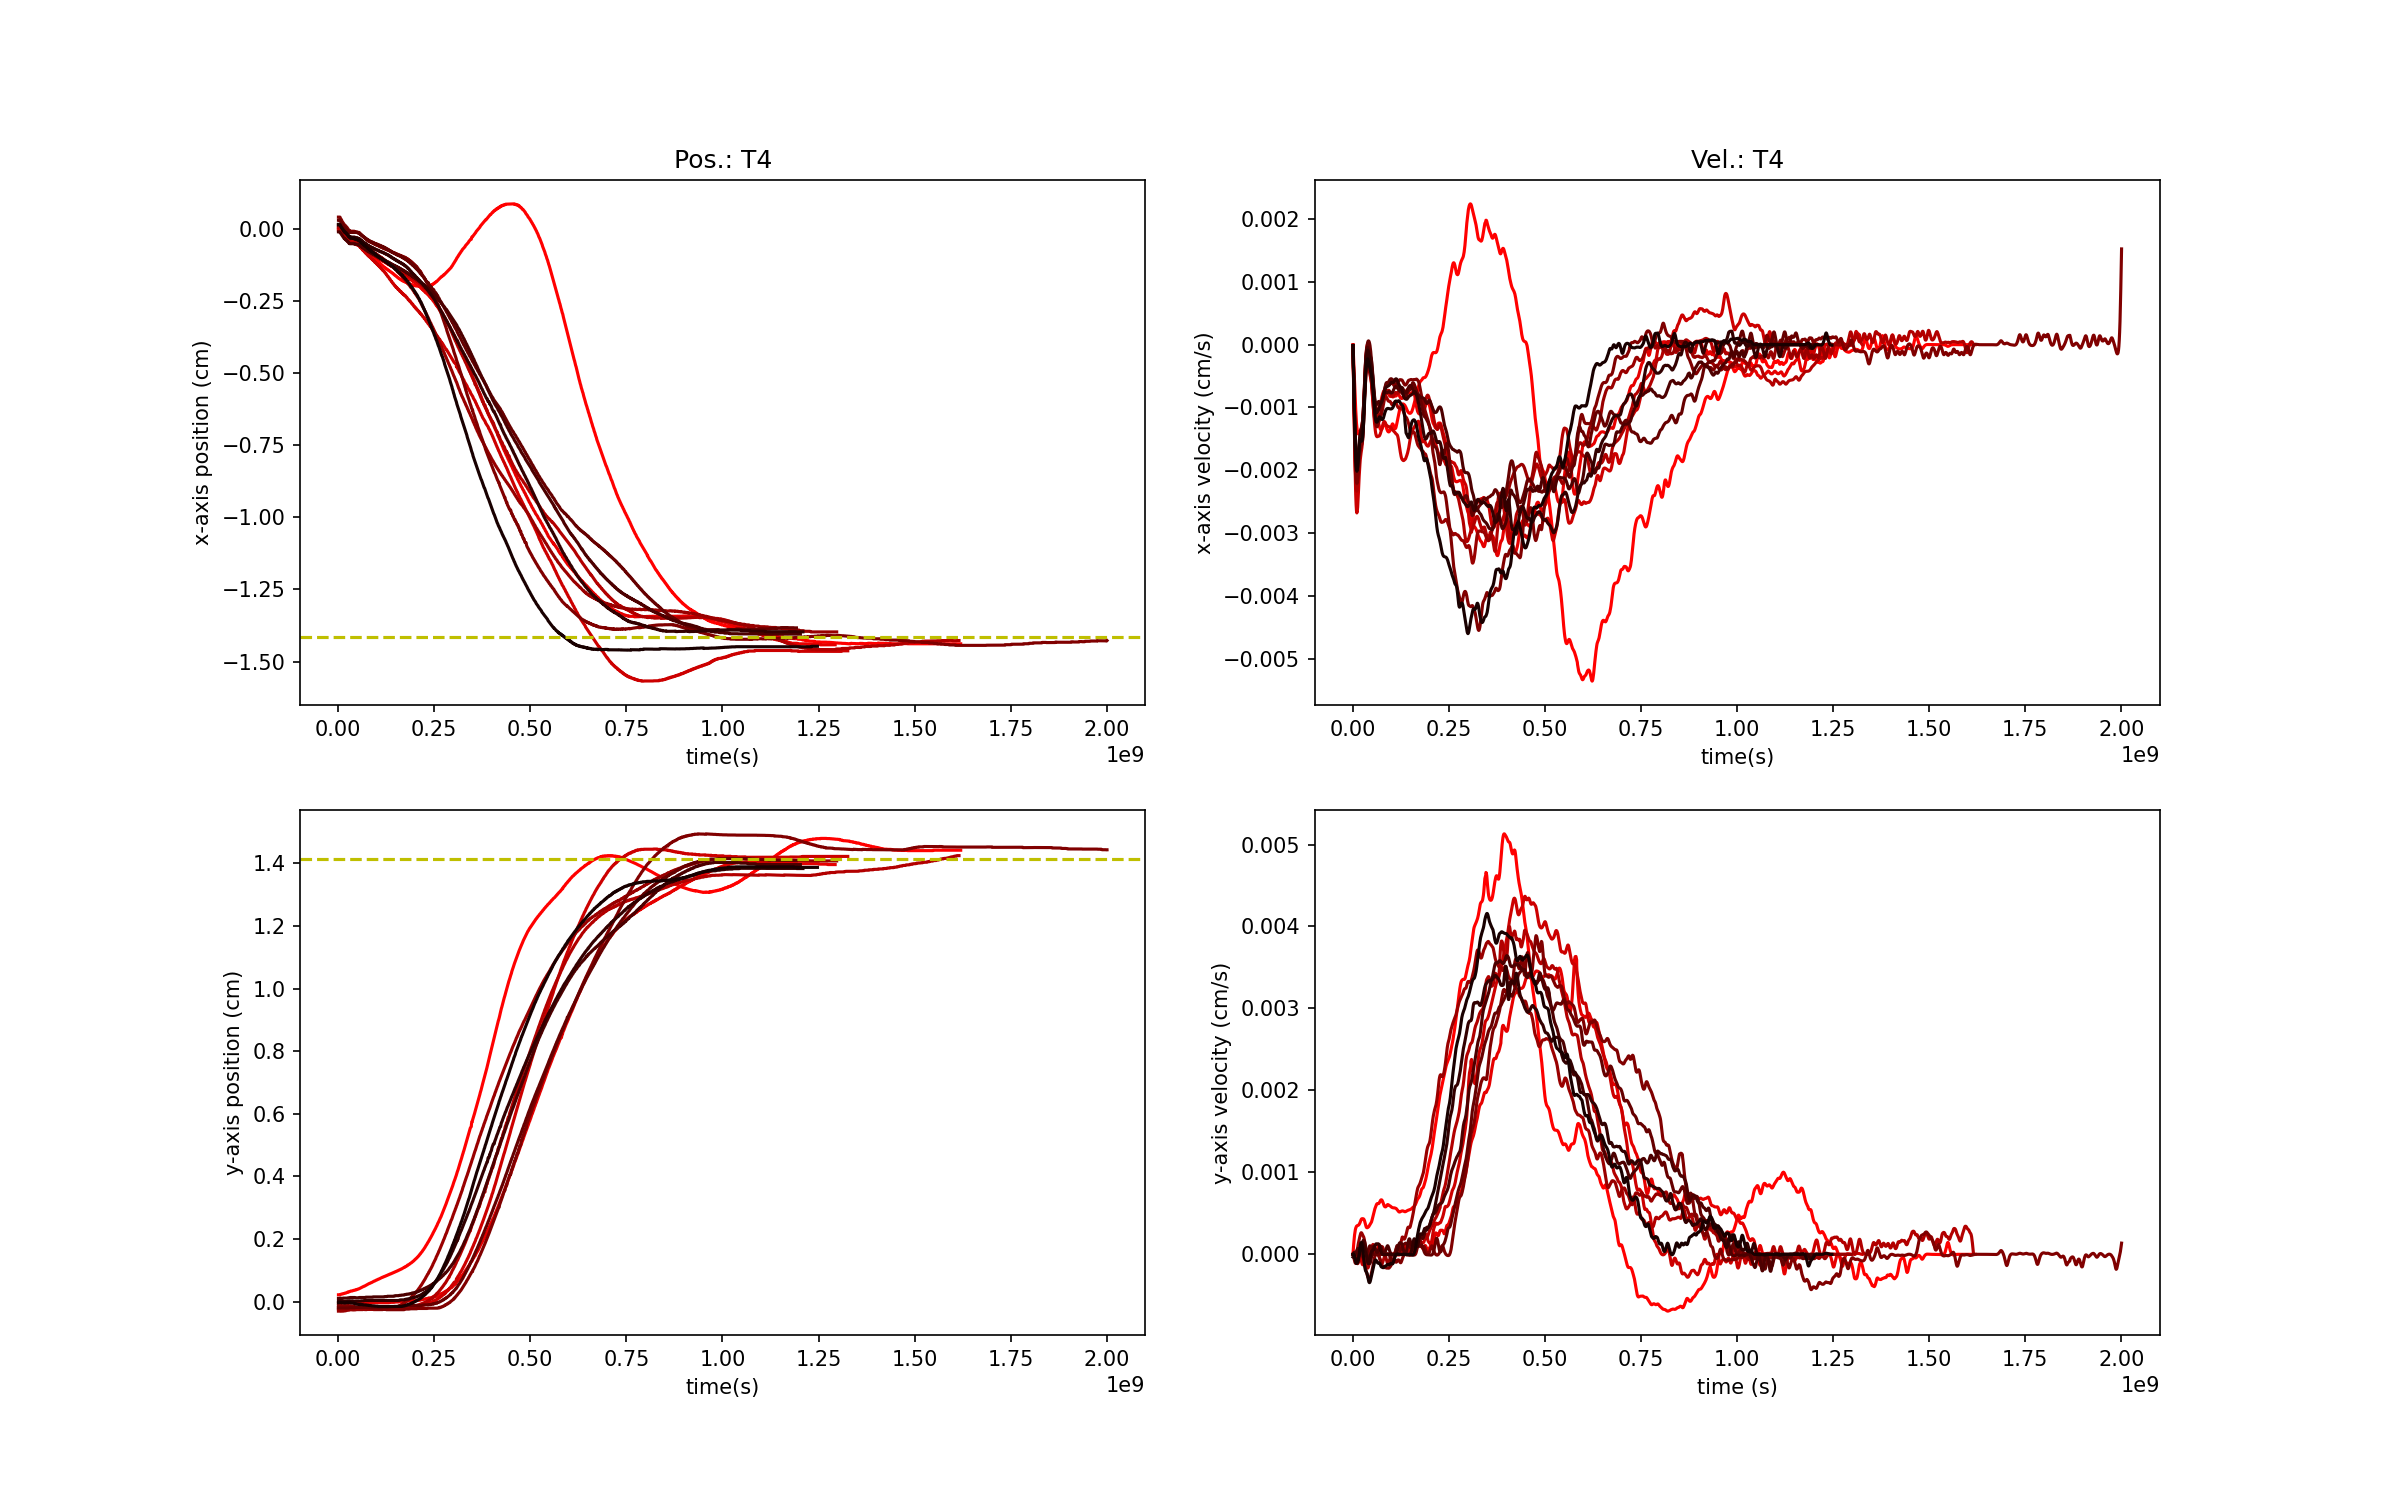 Pos.: T4
x-axis position (cm)
0.00
−0.25
−0.50
−0.75
−1.00
−1.25
−1.50
0.00 0.25 0.50 0.75 1.00 1.25 1.50 1.75 2.00
1e9
time(s)
Vel.: T4
x-axis velocity (cm/s)
0.002
0.001
0.000
−0.001
−0.002
−0.003
−0.004
−0.005
0.00 0.25 0.50 0.75 1.00 1.25 1.50 1.75 2.00
1e9
time(s)
y-axis position (cm)
1.4
1.2
1.0
0.8
0.6
0.4
0.2
0.0
0.00 0.25 0.50 0.75 1.00 1.25 1.50 1.75 2.00
1e9
time(s)
y-axis velocity (cm/s)
0.005
0.004
0.003
0.002
0.001
0.000
0.00 0.25 0.50 0.75 1.00 1.25 1.50 1.75 2.00
1e9
time (s)